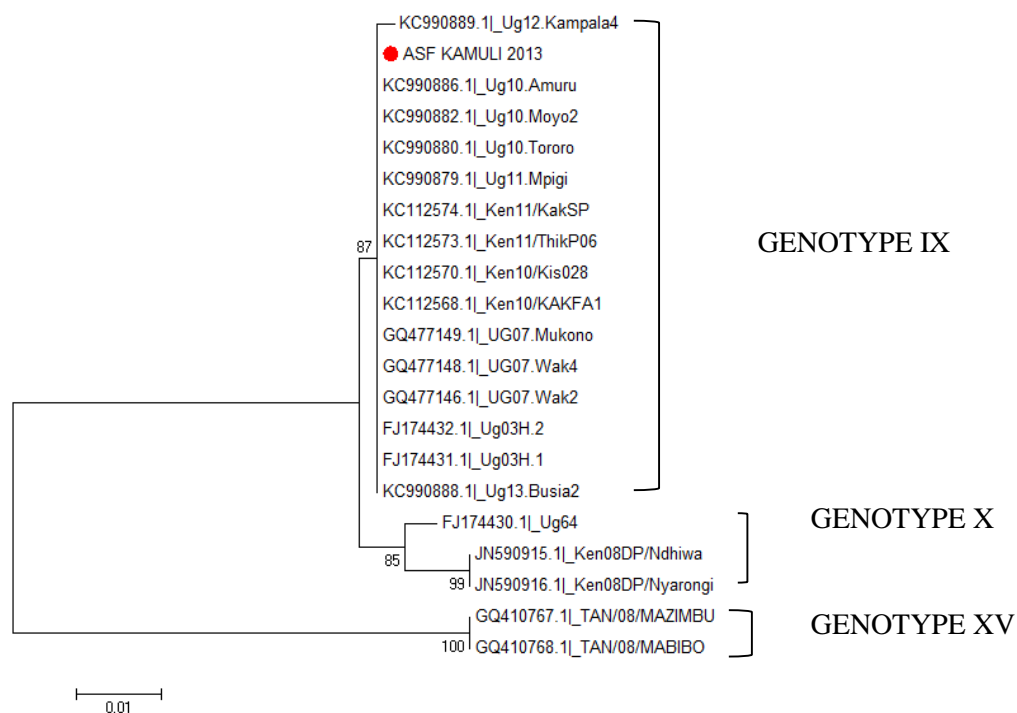 KC990889.1|_Ug12.Kampala4
ASF KAMULI 2013
KC990886.1|_Ug10.Amuru
KC990882.1|_Ug10.Moyo2
KC990880.1|_Ug10.Tororo
KC990879.1|_Ug11.Mpigi
KC112574.1|_Ken11/KakSP
87
KC112573.1|_Ken11/ThikP06
GENOTYPE IX
KC112570.1|_Ken10/Kis028
KC112568.1|_Ken10/KAKFA1
GQ477149.1|_UG07.Mukono
GQ477148.1|_UG07.Wak4
GQ477146.1|_UG07.Wak2
FJ174432.1|_Ug03H.2
FJ174431.1|_Ug03H.1
KC990888.1|_Ug13.Busia2
FJ174430.1|_Ug64
GENOTYPE X
85
JN590915.1|_Ken08DP/Ndhiwa
99
JN590916.1|_Ken08DP/Nyarongi
GQ410767.1|_TAN/08/MAZIMBU
GENOTYPE XV
100
GQ410768.1|_TAN/08/MABIBO
0.01